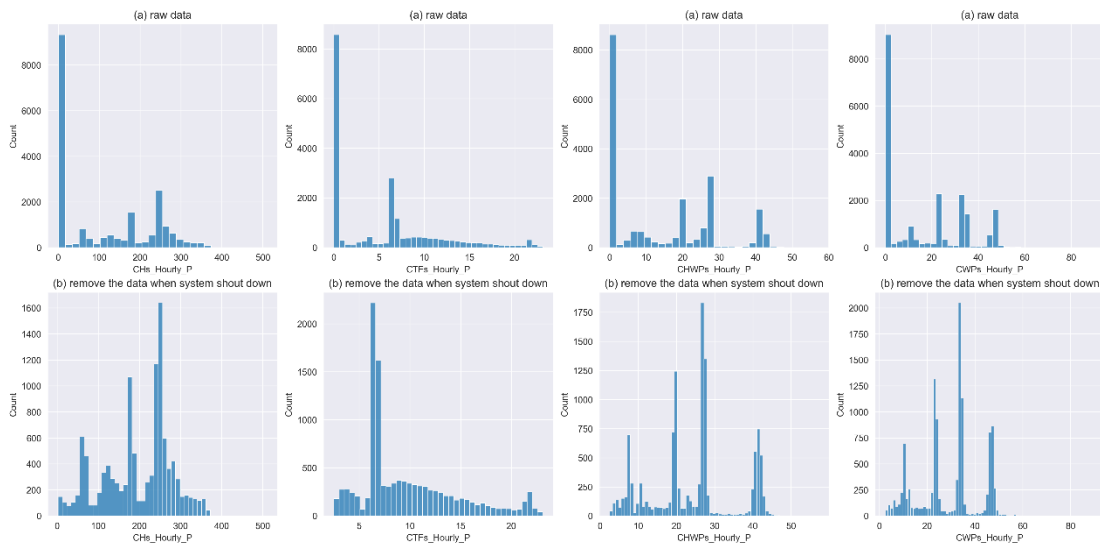 (a) raw data
(a) raw data
(a) raw data
(a) raw data
Count
8000
6000
4000
2000
0
0 100 200 300 400 500
CHs_Hourly_P
Count
8000
6000
4000
2000
0
0 5 10 15 20
CTFs_Hourly_P
Count
8000
6000
4000
2000
0
0 10 20 30 40 50 60
CHWPs_Hourly_P
Count
8000
6000
4000
2000
0
0 20 40 60 80
CWPs_Hourly_P
(b) remove the data when system shout down
(b) remove the data when system shout down
(b) remove the data when system shout down
(b) remove the data when system shout down
Count
1600
1400
1200
1000
800
600
400
200
0
0 100 200 300 400 500
CHs_Hourly_P
Count
2000
1500
1000
500
0
5 10 15 20
CTFs_Hourly_P
Count
1750
1500
1250
1000
750
500
250
0
0 10 20 30 40 50
CHWPs_Hourly_P
Count
2000
1750
1500
1250
1000
750
500
250
0
0 20 40 60 80
CWPs_Hourly_P